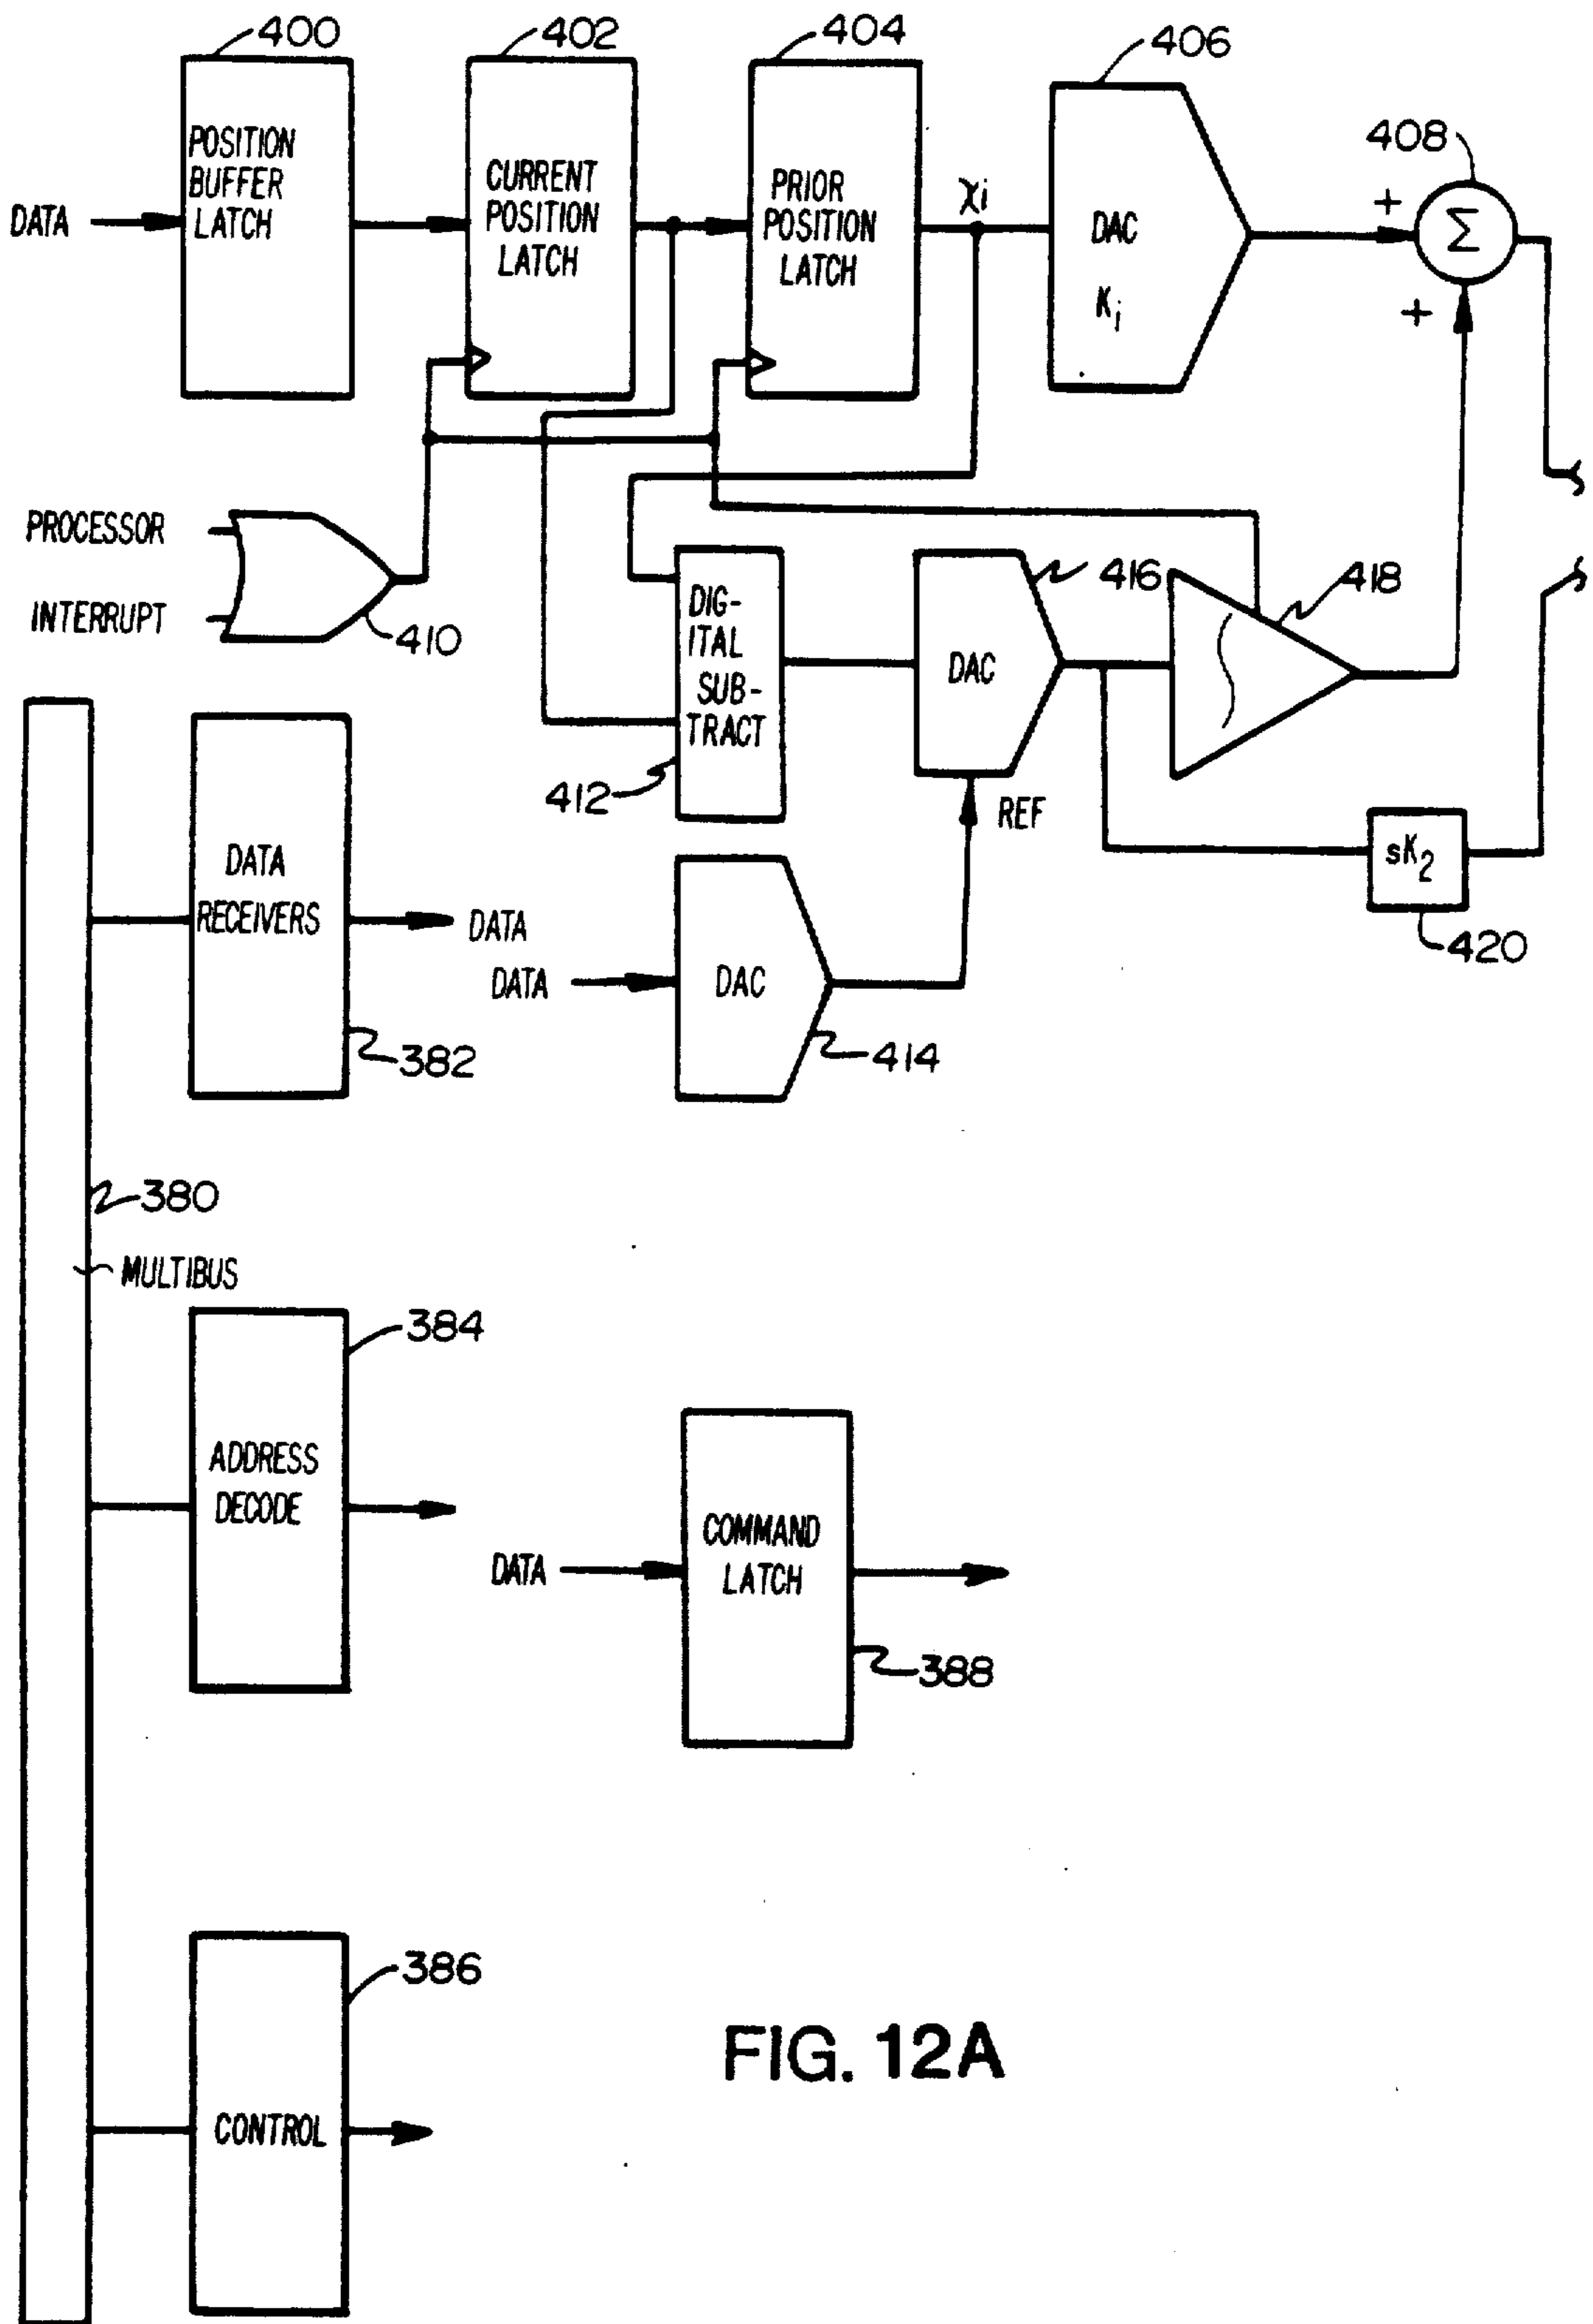 400
402
404
406
408
POSITION
BUFFER
LATCH
CURRENT
POSITION
LATCH
PRIOR
POSITION
LATCH
χi
DAC
Ki
Σ
+
+
DATA
PROCESSOR
INTERRUPT
410
DIG-
ITAL
SUB-
TRACT
412
DAC
416
REF
418
sK2
420
DATA
RECEIVERS
382
DATA
DATA
DAC
414
380
MULTIBUS
384
ADDRESS
DECODE
DATA
COMMAND
LATCH
388
386
CONTROL
FIG. 12A